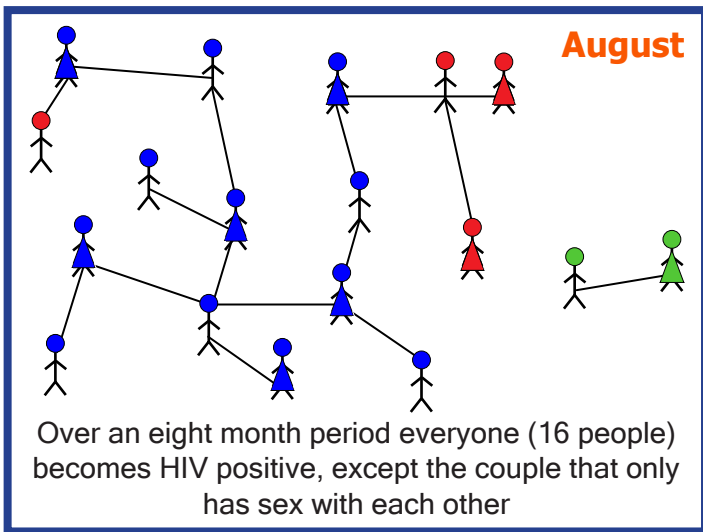 August
Over an eight month period everyone (16 people)
becomes HIV positive, except the couple that only
has sex with each other